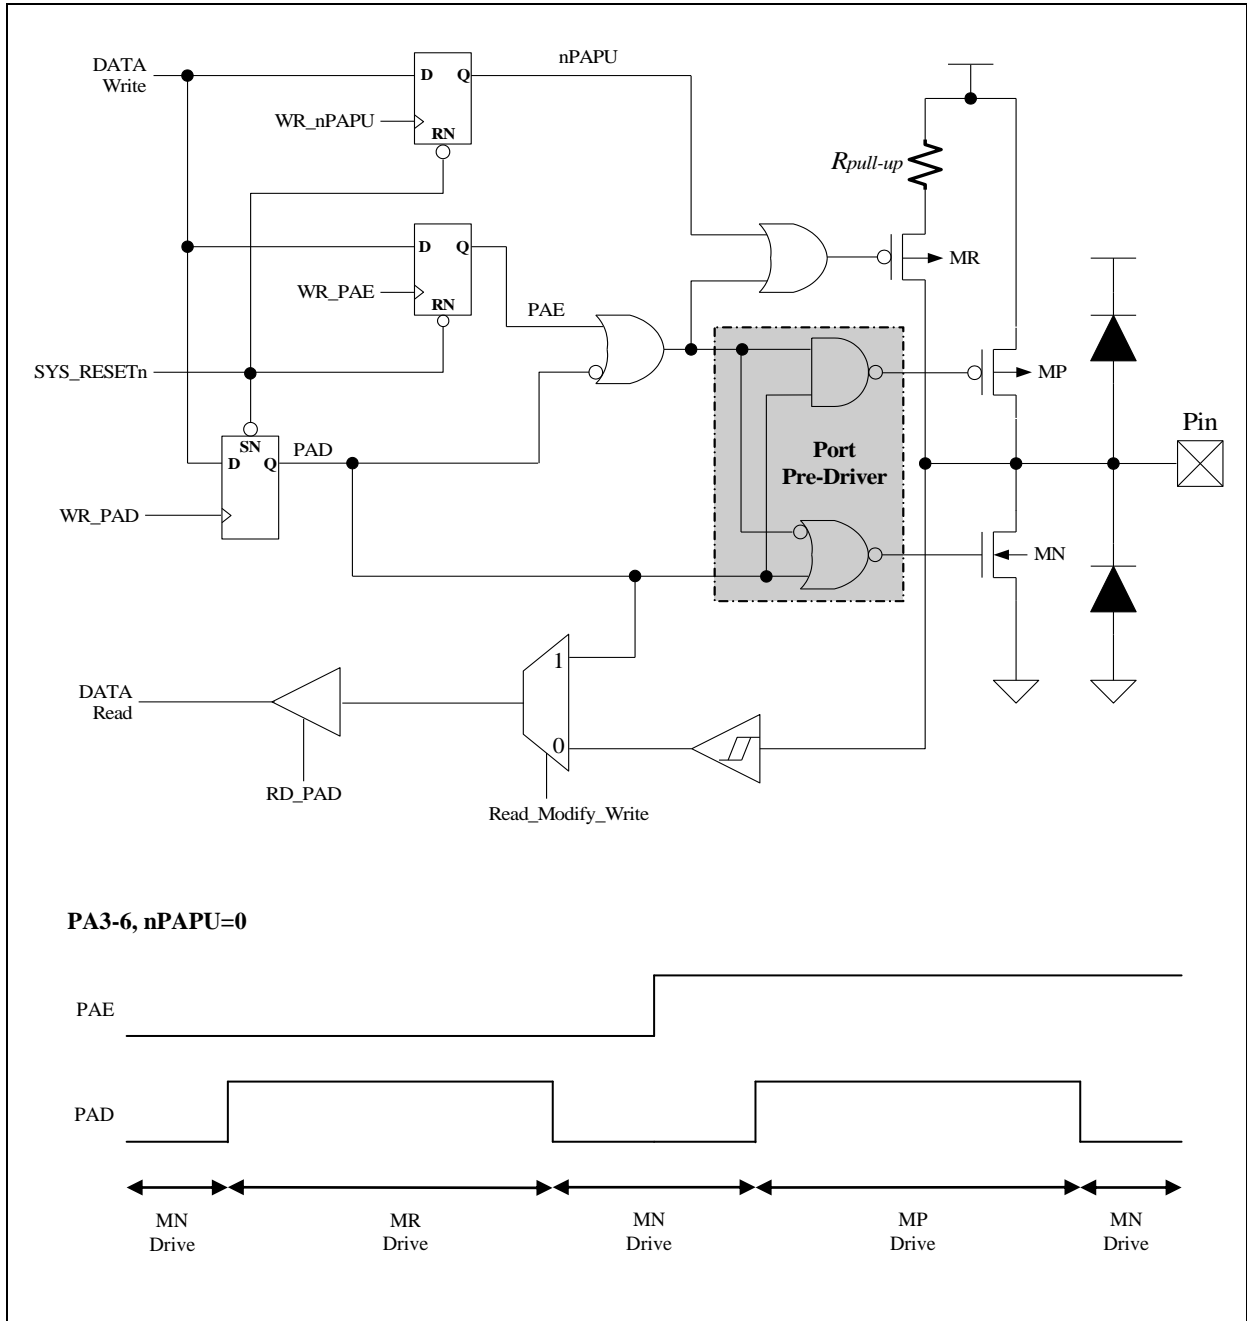 nPAPU
DATA
Write
D Q
WR_nPAPU
RN
Rpull-up
D Q
MR
WR_PAE
RN
PAE
SYS_RESETn
MP
Pin
SN
PAD
D Q
Port
Pre-Driver
WR_PAD
MN
1
DATA
Read
0
RD_PAD
Read_Modify_Write
PA3-6, nPAPU=0
PAE
PAD
MN
Drive
MR
Drive
MN
Drive
MP
Drive
MN
Drive